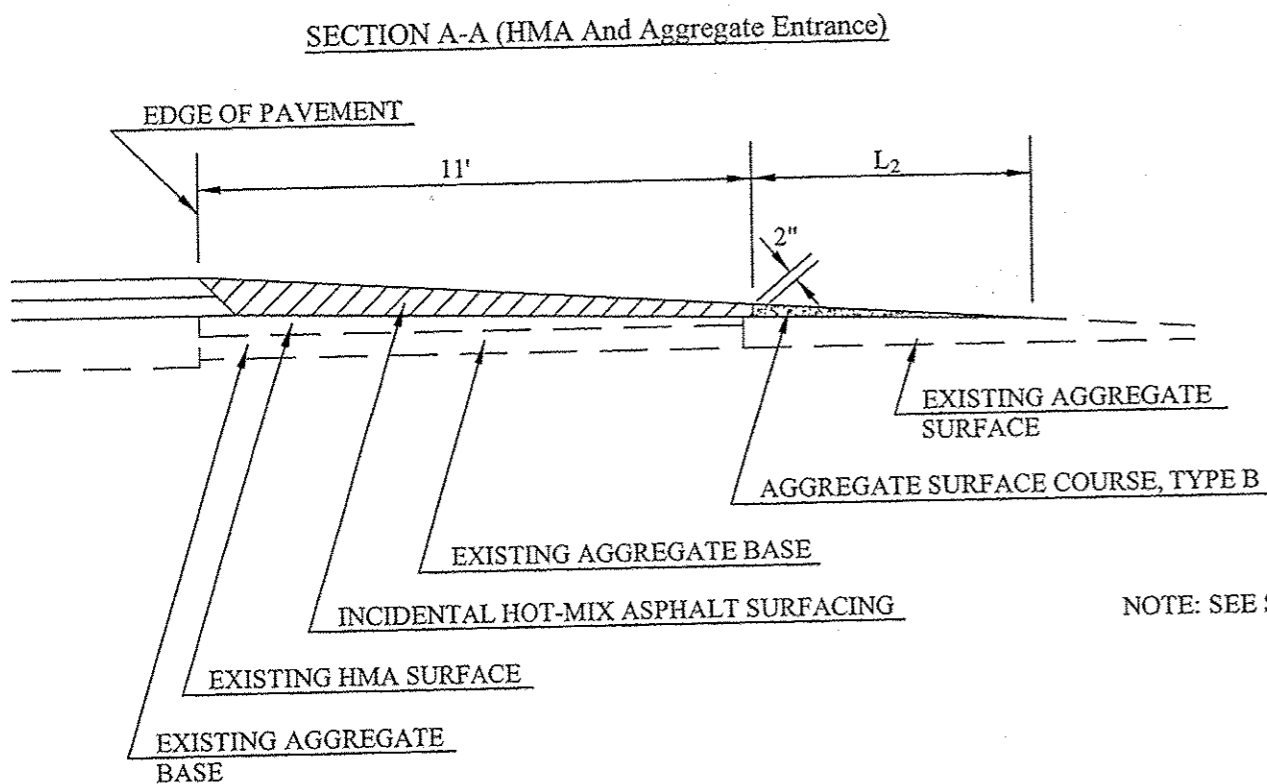 SECTION A-A (HMA And Aggregate Entrance)
EDGE OF PAVEMENT
11'
L₂
2"
EXISTING AGGREGATE
SURFACE
AGGREGATE SURFACE COURSE, TYPE B
EXISTING AGGREGATE BASE
INCIDENTAL HOT-MIX ASPHALT SURFACING
NOTE: SEE
EXISTING HMA SURFACE
EXISTING AGGREGATE
BASE